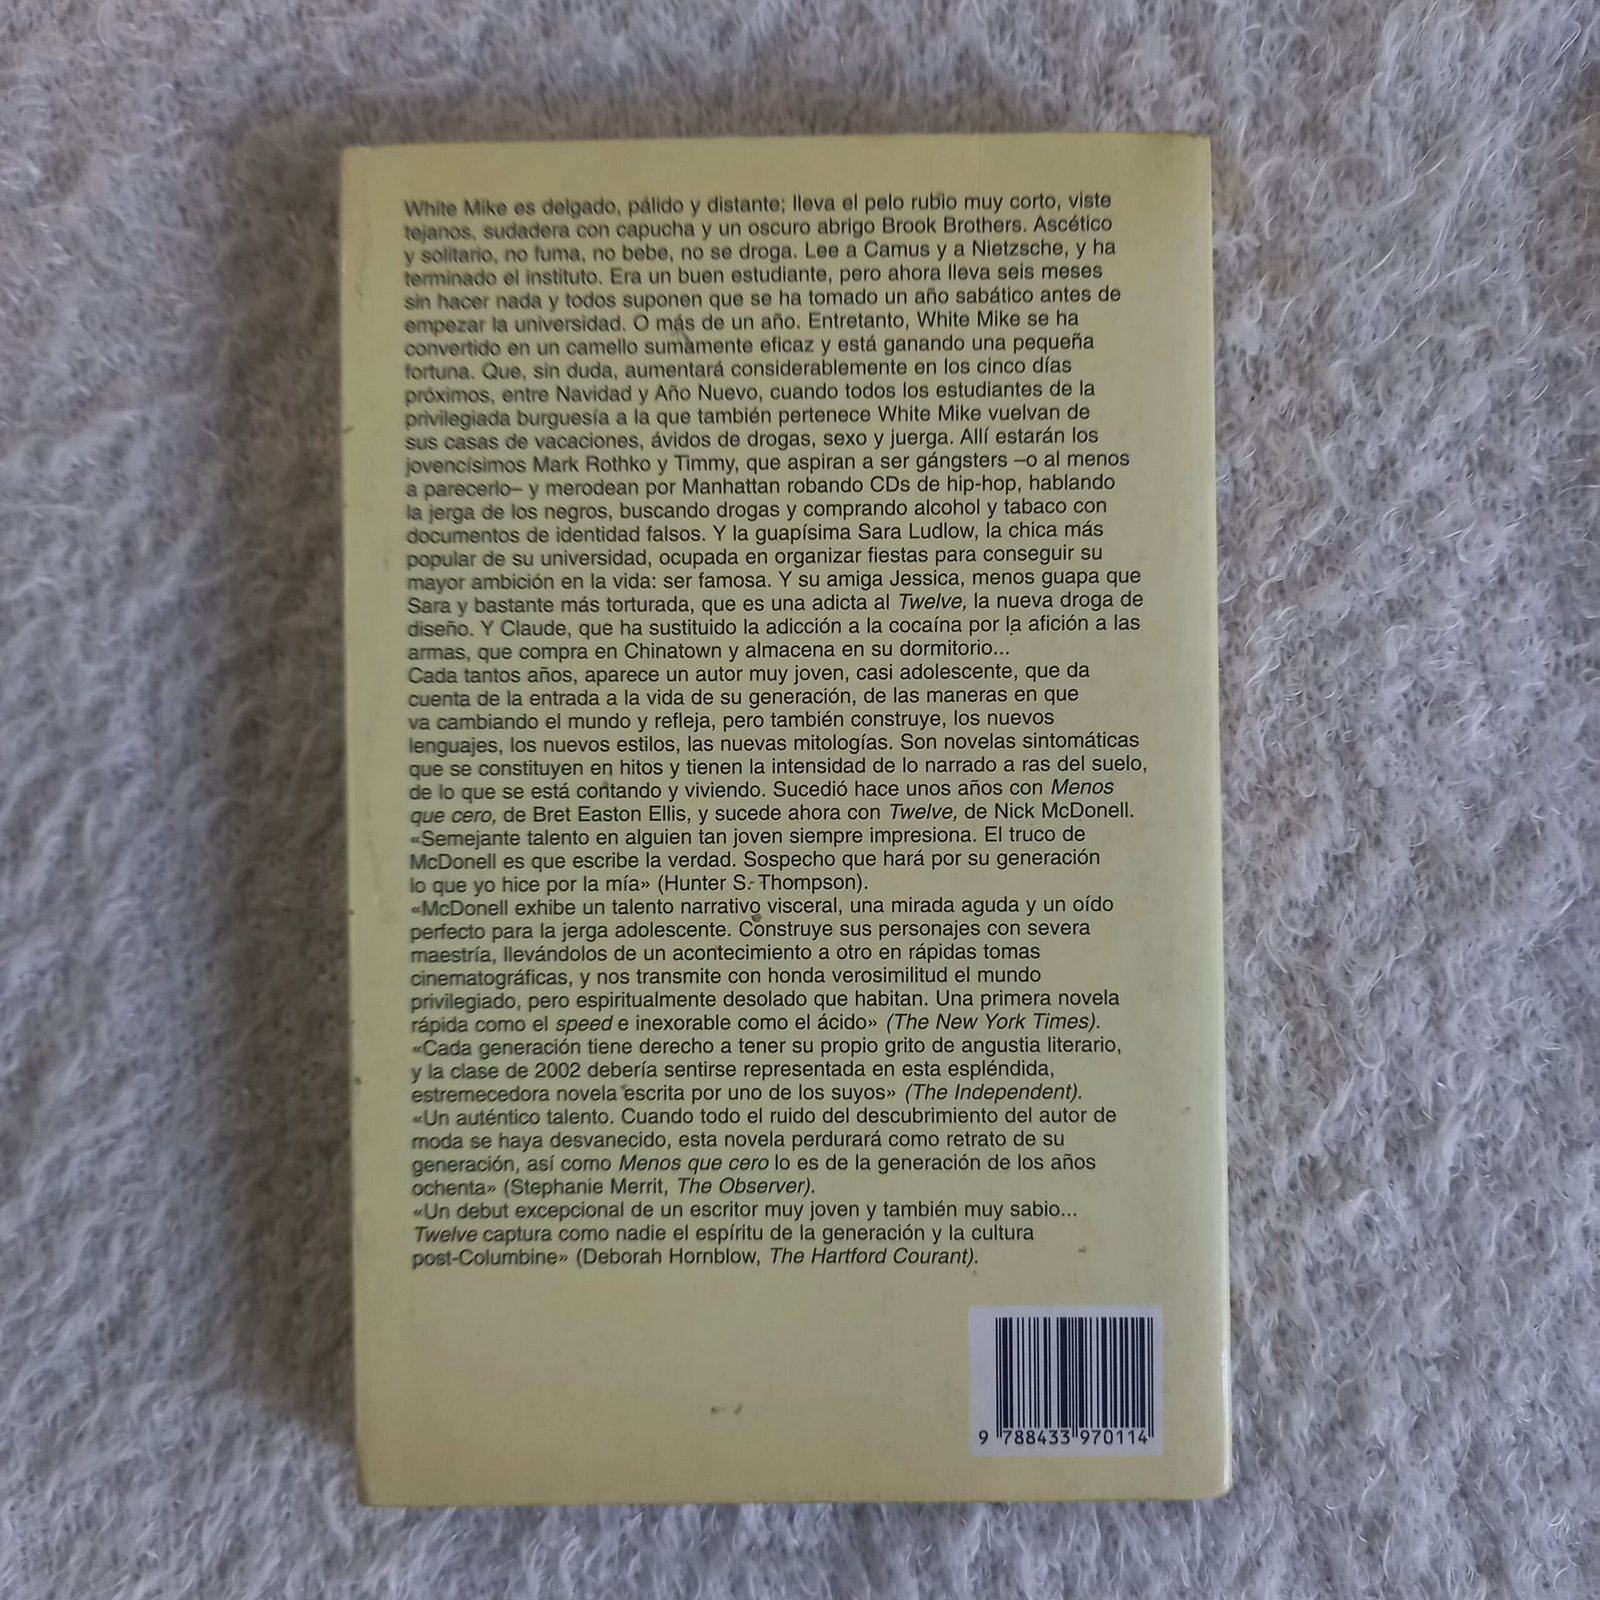 White Mike es delgado, pálido y distante; lleva el pelo rubio muy corto, viste
tejanos, sudadera con capucha y un oscuro abrigo Brook Brothers. Ascético
y solitario, no fuma, no bebe, no se droga. Lee a Camus y a Nietzsche, y ha
terminado el instituto. Era un buen estudiante, pero ahora lleva seis meses
sin hacer nada y todos suponen que se ha tomado un año sabático antes de
empezar la universidad. O más de un año. Entretanto, White Mike se ha
convertido en un camello sumamente eficaz y está ganando una pequeña
fortuna. Que, sin duda, aumentará considerablemente en los cinco días
próximos, entre Navidad y Año Nuevo, cuando todos los estudiantes de la
privilegiada burguesía a la que también pertenece White Mike vuelvan de
sus casas de vacaciones, ávidos de drogas, sexo y juerga. Allí estarán los
jovencísimos Mark Rothko y Timmy, que aspiran a ser gángsters –o al menos
a parecerlo– y merodean por Manhattan robando CDs de hip-hop, hablando
la jerga de los negros, buscando drogas y comprando alcohol y tabaco con
documentos de identidad falsos. Y la guapísima Sara Ludlow, la chica más
popular de su universidad, ocupada en organizar fiestas para conseguir su
mayor ambición en la vida: ser famosa. Y su amiga Jessica, menos guapa que
Sara y bastante más torturada, que es una adicta al Twelve, la nueva droga de
diseño. Y Claude, que ha sustituido la adicción a la cocaína por la afición a las
armas, que compra en Chinatown y almacena en su dormitorio...
Cada tantos años, aparece un autor muy joven, casi adolescente, que da
cuenta de la entrada a la vida de su generación, de las maneras en que
va cambiando el mundo y refleja, pero también construye, los nuevos
lenguajes, los nuevos estilos, las nuevas mitologías. Son novelas sintomáticas
que se constituyen en hitos y tienen la intensidad de lo narrado a ras del suelo,
de lo que se está contando y viviendo. Sucedió hace unos años con Menos
que cero, de Bret Easton Ellis, y sucede ahora con Twelve, de Nick McDonell.
«Semejante talento en alguien tan joven siempre impresiona. El truco de
McDonell es que escribe la verdad. Sospecho que hará por su generación
lo que yo hice por la mía» (Hunter S. Thompson).
«McDonell exhibe un talento narrativo visceral, una mirada aguda y un oído
perfecto para la jerga adolescente. Construye sus personajes con severa
maestría, llevándolos de un acontecimiento a otro en rápidas tomas
cinematográficas, y nos transmite con honda verosimilitud el mundo
privilegiado, pero espiritualmente desolado que habitan. Una primera novela
rápida como el speed e inexorable como el ácido» (The New York Times).
«Cada generación tiene derecho a tener su propio grito de angustia literario,
y la clase de 2002 debería sentirse representada en esta espléndida,
estremecedora novela escrita por uno de los suyos» (The Independent).
«Un auténtico talento. Cuando todo el ruido del descubrimiento del autor de
moda se haya desvanecido, esta novela perdurará como retrato de su
generación, así como Menos que cero lo es de la generación de los años
ochenta» (Stephanie Merrit, The Observer).
«Un debut excepcional de un escritor muy joven y también muy sabio...
Twelve captura como nadie el espíritu de la generación y la cultura
post-Columbine» (Deborah Hornblow, The Hartford Courant).
9 788433 970114